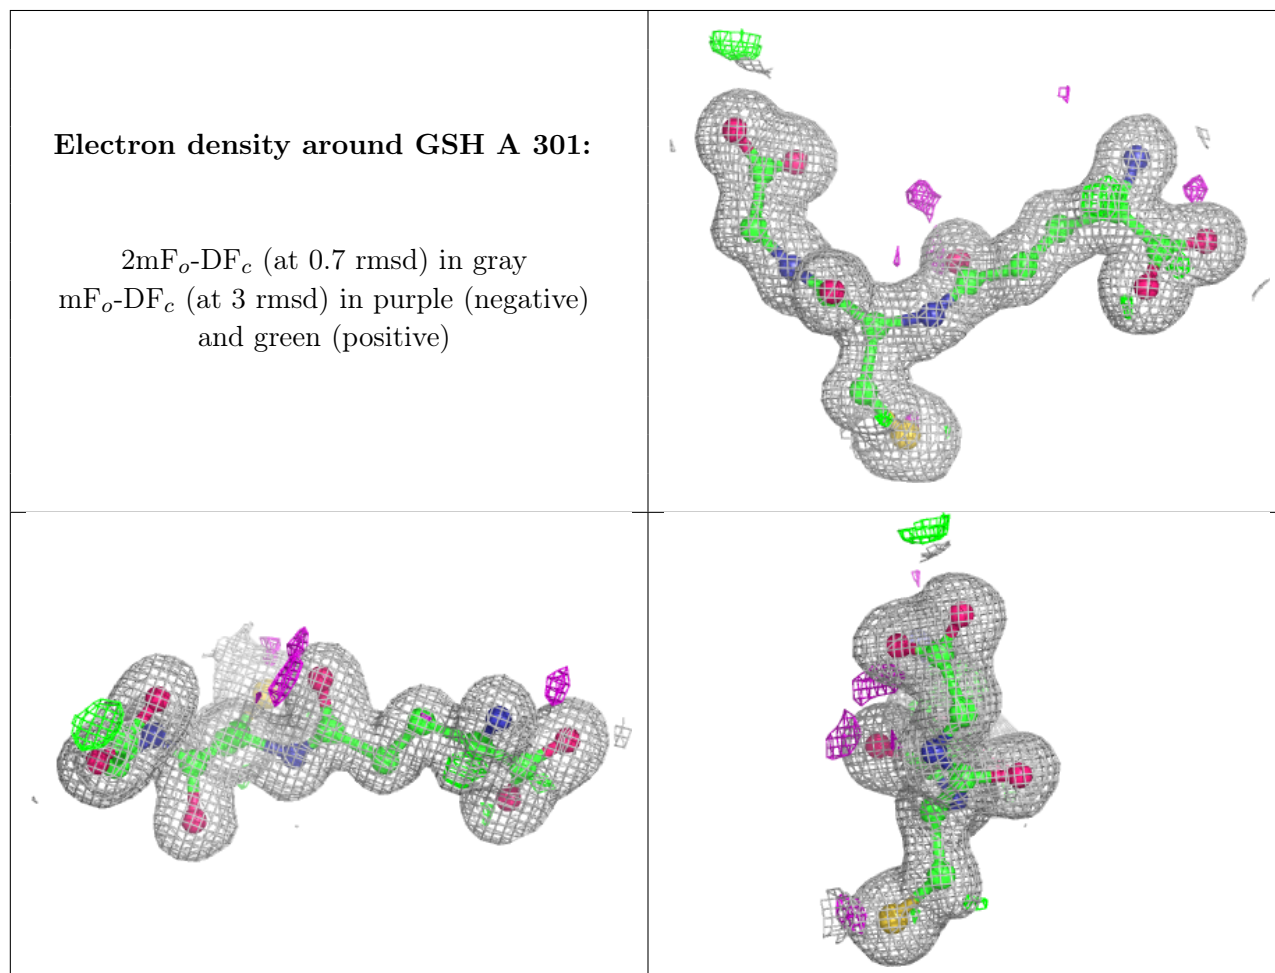 Electron density around GSH A 301:
2mFo-DFc (at 0.7 rmsd) in gray
mFo-DFc (at 3 rmsd) in purple (negative)
and green (positive)